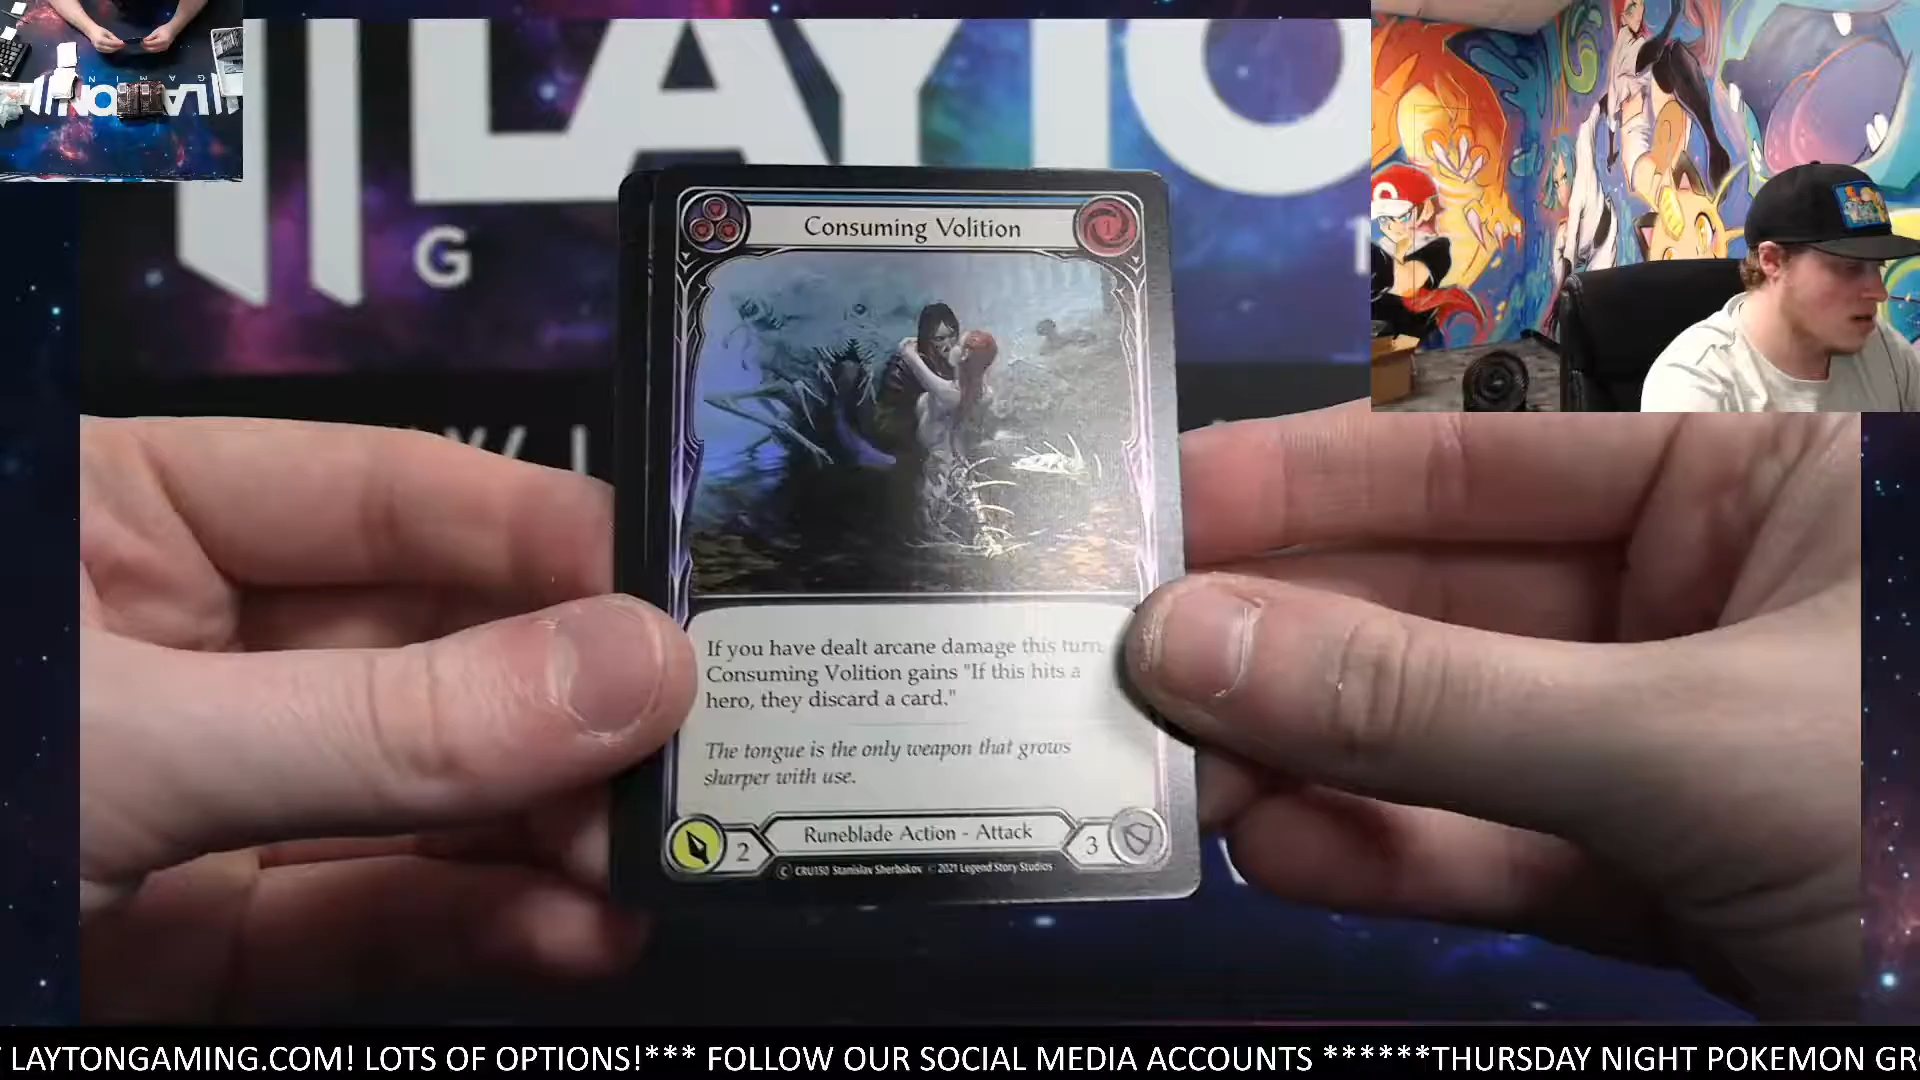 LAYTO
G
Consuming Volition
1
If you have dealt arcane damage this turn,
Consuming Volition gains "If this hits a
hero, they discard a card."
The tongue is the only weapon that grows
sharper with use.
2
Runeblade Action - Attack
3
C CRU150 Stanislav Sherbakov © 2021 Legend Story Studios
LAYTONGAMING.COM! LOTS OF OPTIONS!*** FOLLOW OUR SOCIAL MEDIA ACCOUNTS ******THURSDAY NIGHT POKEMON GR